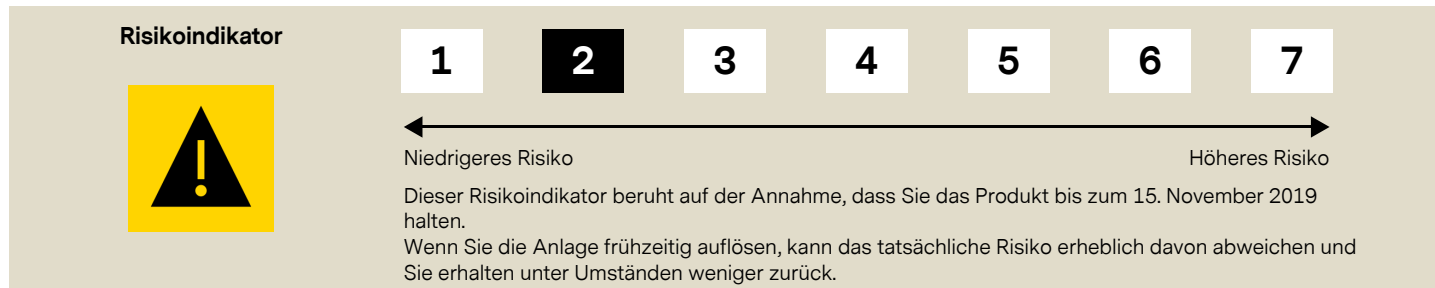 Risikoindikator
1 2 3 4 5 6 7
Niedrigeres Risiko Höheres Risiko
Dieser Risikoindikator beruht auf der Annahme, dass Sie das Produkt bis zum 15. November 2019
halten.
Wenn Sie die Anlage frühzeitig auflösen, kann das tatsächliche Risiko erheblich davon abweichen und
Sie erhalten unter Umständen weniger zurück.